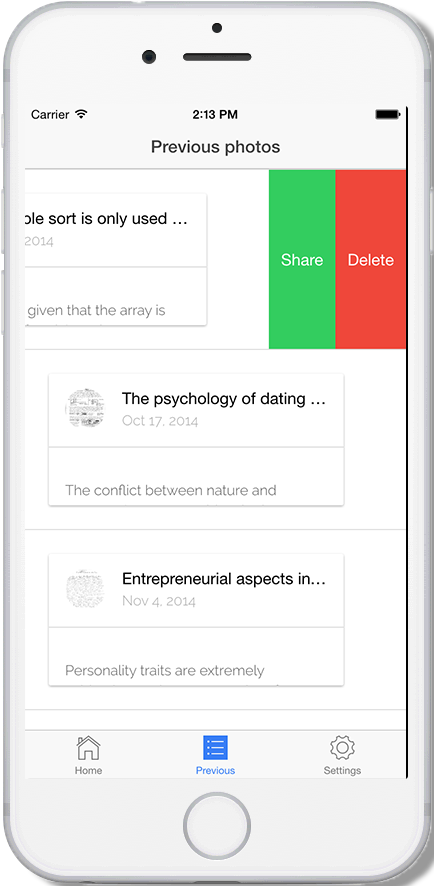 Carrier 2:13 PM
Previous photos
ole sort is only used ...
2014
given that the array is
Share Delete
The psychology of dating ...
Oct 17, 2014
The conflict between nature and
Entrepreneurial aspects in...
Nov 4, 2014
Personality traits are extremely
Home Previous Settings